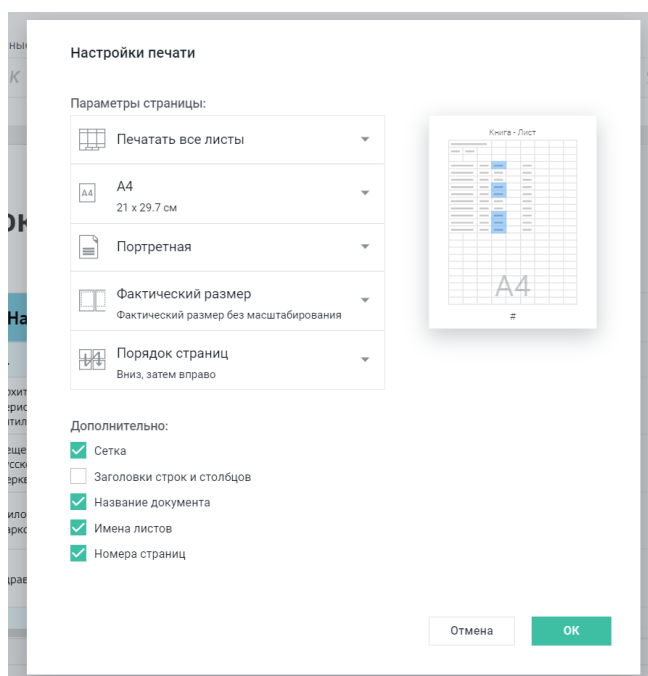 Настройки печати
Параметры страницы:
Печатать все листы
A4
A4
21 x 29.7 см
Портретная
Фактический размер
Фактический размер без масштабирования
Порядок страниц
Вниз, затем вправо
Книга - Лист
A4
#
Дополнительно:
Сетка
Заголовки строк и столбцов
Название документа
Имена листов
Номера страниц
Отмена
ОК